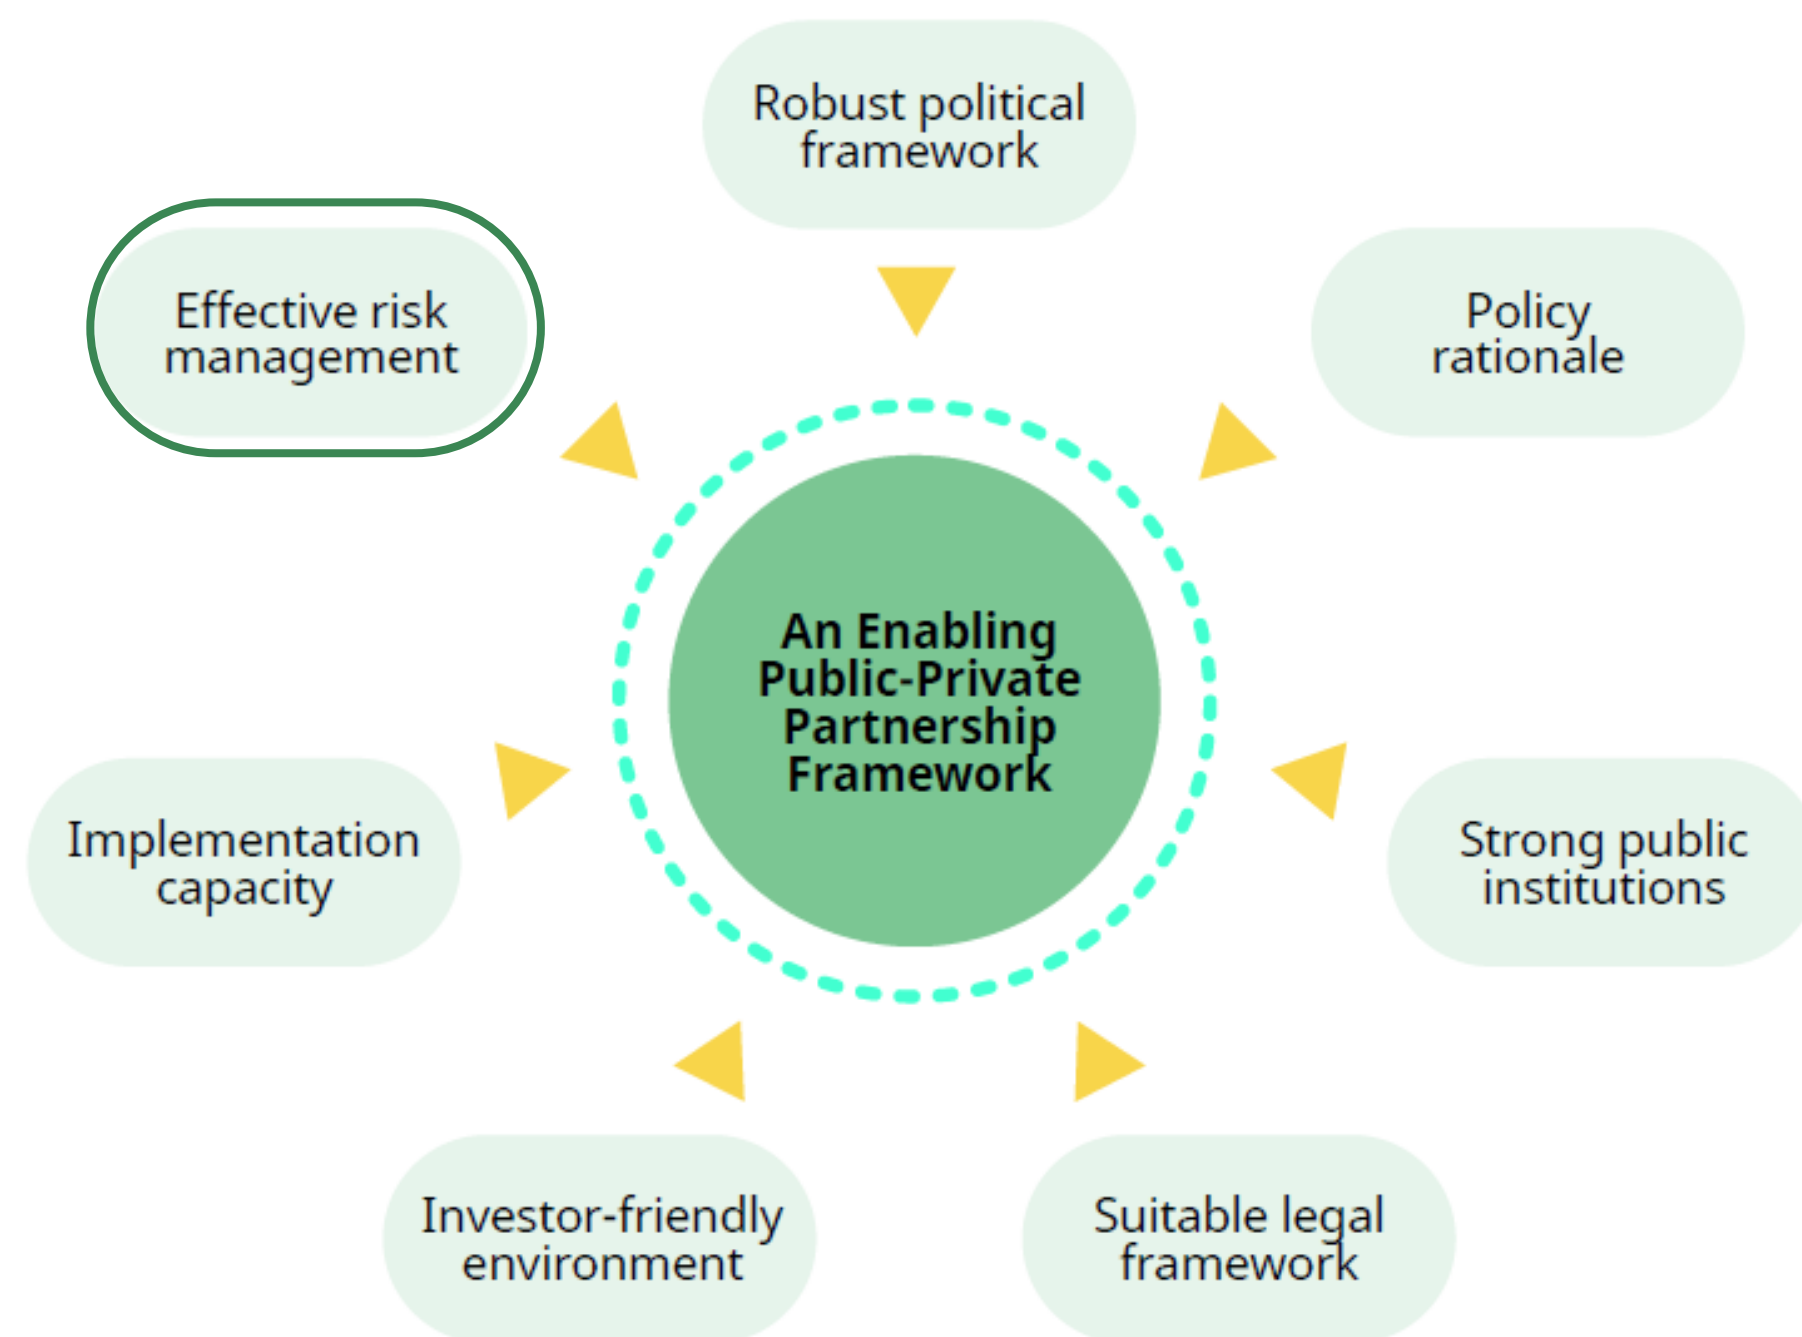 Robust political
framework
Effective risk
management
Policy
rationale
An Enabling
Public-Private
Partnership
Framework
Implementation
capacity
Strong public
institutions
Investor-friendly
environment
Suitable legal
framework